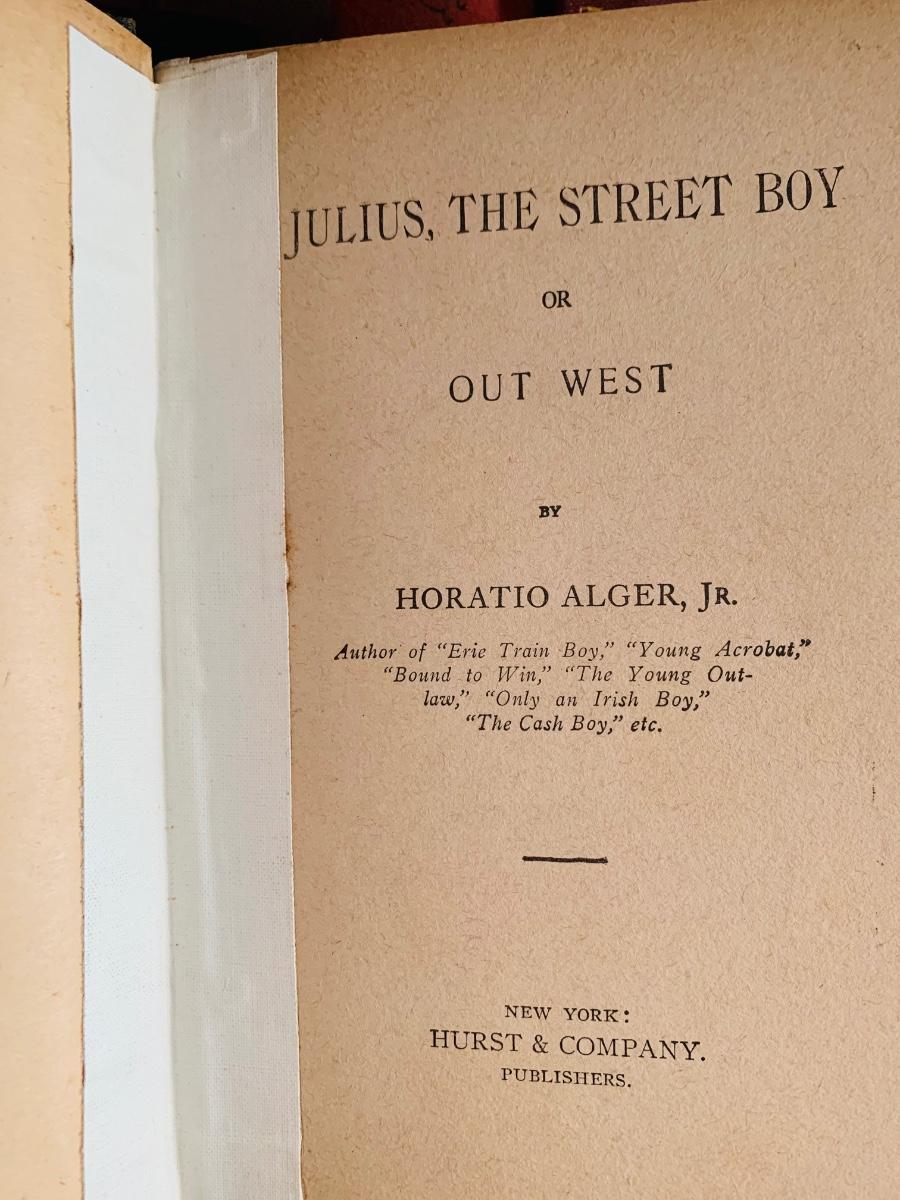 JULIUS, THE STREET BOY
OR
OUT WEST
BY
HORATIO ALGER, JR.
Author of “Erie Train Boy,” “Young Acrobat,”
“Bound to Win,” “The Young Out-
law,” “Only an Irish Boy,”
“The Cash Boy,” etc.
NEW YORK:
HURST & COMPANY.
PUBLISHERS.